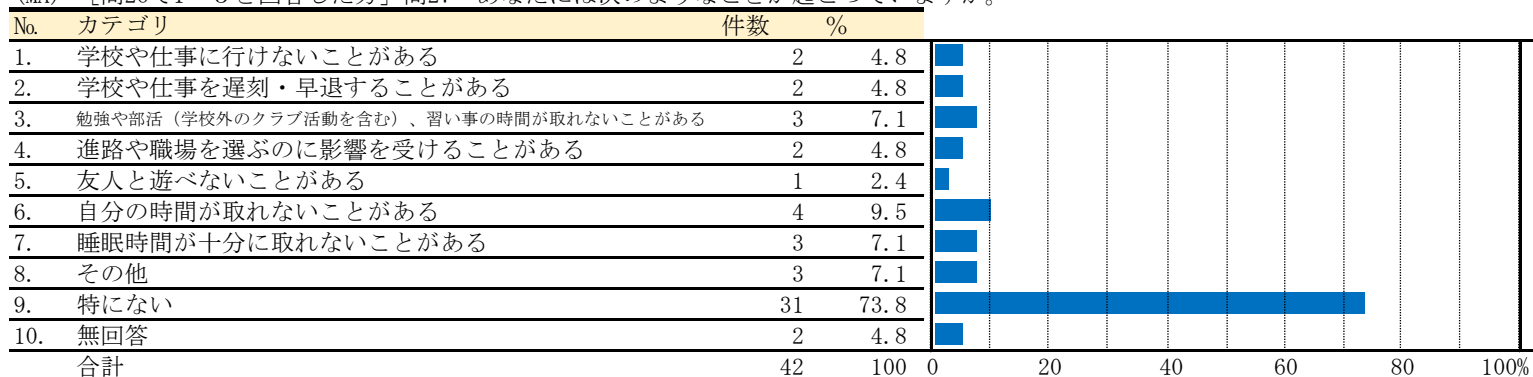 No. カテゴリ 件数 %
1. 学校や仕事に行けないことがある 2 4.8
2. 学校や仕事を遅刻・早退することがある 2 4.8
3. 勉強や部活（学校外のクラブ活動を含む）、習い事の時間が取れないことがある 3 7.1
4. 進路や職場を選ぶのに影響を受けることがある 2 4.8
5. 友人と遊べないことがある 1 2.4
6. 自分の時間が取れないことがある 4 9.5
7. 睡眠時間が十分に取れないことがある 3 7.1
8. その他 3 7.1
9. 特にない 31 73.8
10. 無回答 2 4.8
合計 42 100 0 20 40 60 80 100%